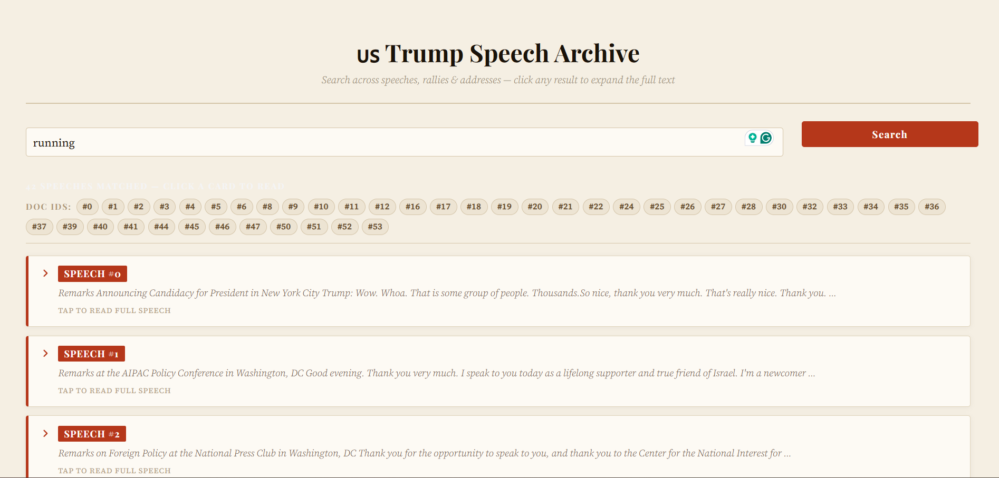 US Trump Speech Archive
Search across speeches, rallies & addresses — click any result to expand the full text
running
Search
42 SPEECHES MATCHED — CLICK A CARD TO READ
DOC IDS: #0 #1 #2 #3 #4 #5 #6 #8 #9 #10 #11 #12 #16 #17 #18 #19 #20 #21 #22 #24 #25 #26 #27 #28 #30 #32 #33 #34 #35 #36
#37 #39 #40 #41 #44 #45 #46 #47 #50 #51 #52 #53
SPEECH #0
Remarks Announcing Candidacy for President in New York City Trump: Wow. Whoa. That is some group of people. Thousands.So nice, thank you very much. That's really nice. Thank you. ...
TAP TO READ FULL SPEECH
SPEECH #1
Remarks at the AIPAC Policy Conference in Washington, DC Good evening. Thank you very much. I speak to you today as a lifelong supporter and true friend of Israel. I'm a newcomer ...
TAP TO READ FULL SPEECH
SPEECH #2
Remarks on Foreign Policy at the National Press Club in Washington, DC Thank you for the opportunity to speak to you, and thank you to the Center for the National Interest for ...
TAP TO READ FULL SPEECH